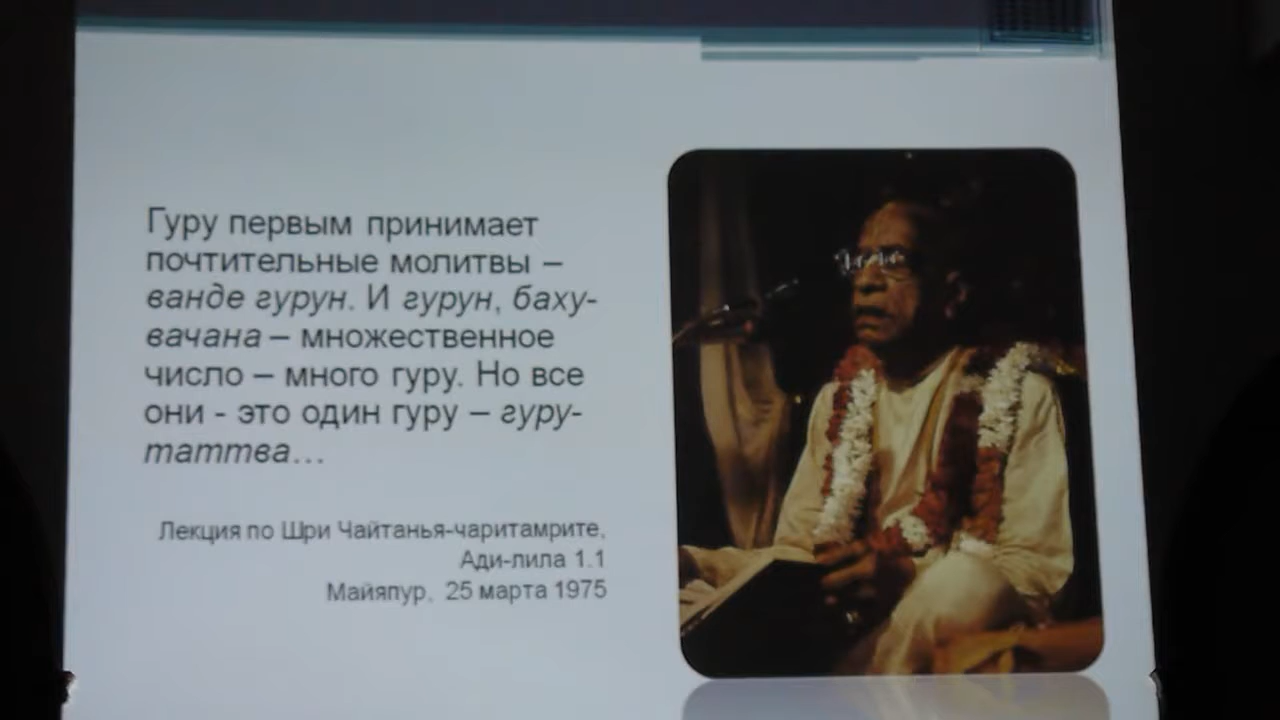 Гуру первым принимает
почтительные молитвы –
ванде гурун. И гурун, баху-
вачана – множественное
число – много гуру. Но все
они - это один гуру – гуру-
таттва…
Лекция по Шри Чайтанья-чаритамрите,
Ади-лила 1.1
Майяпур, 25 марта 1975